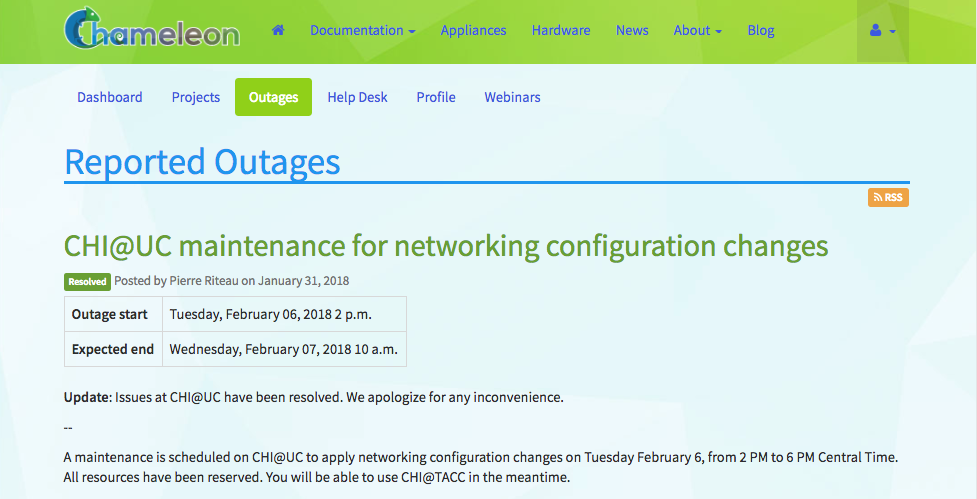 Chameleon Documentation Appliances Hardware News About Blog
Dashboard Projects Outages Help Desk Profile Webinars
Reported Outages
RSS
CHI@UC maintenance for networking configuration changes
Resolved Posted by Pierre Riteau on January 31, 2018
Outage start Tuesday, February 06, 2018 2 p.m.
Expected end Wednesday, February 07, 2018 10 a.m.
Update: Issues at CHI@UC have been resolved. We apologize for any inconvenience.
--
A maintenance is scheduled on CHI@UC to apply networking configuration changes on Tuesday February 6, from 2 PM to 6 PM Central Time.
All resources have been reserved. You will be able to use CHI@TACC in the meantime.